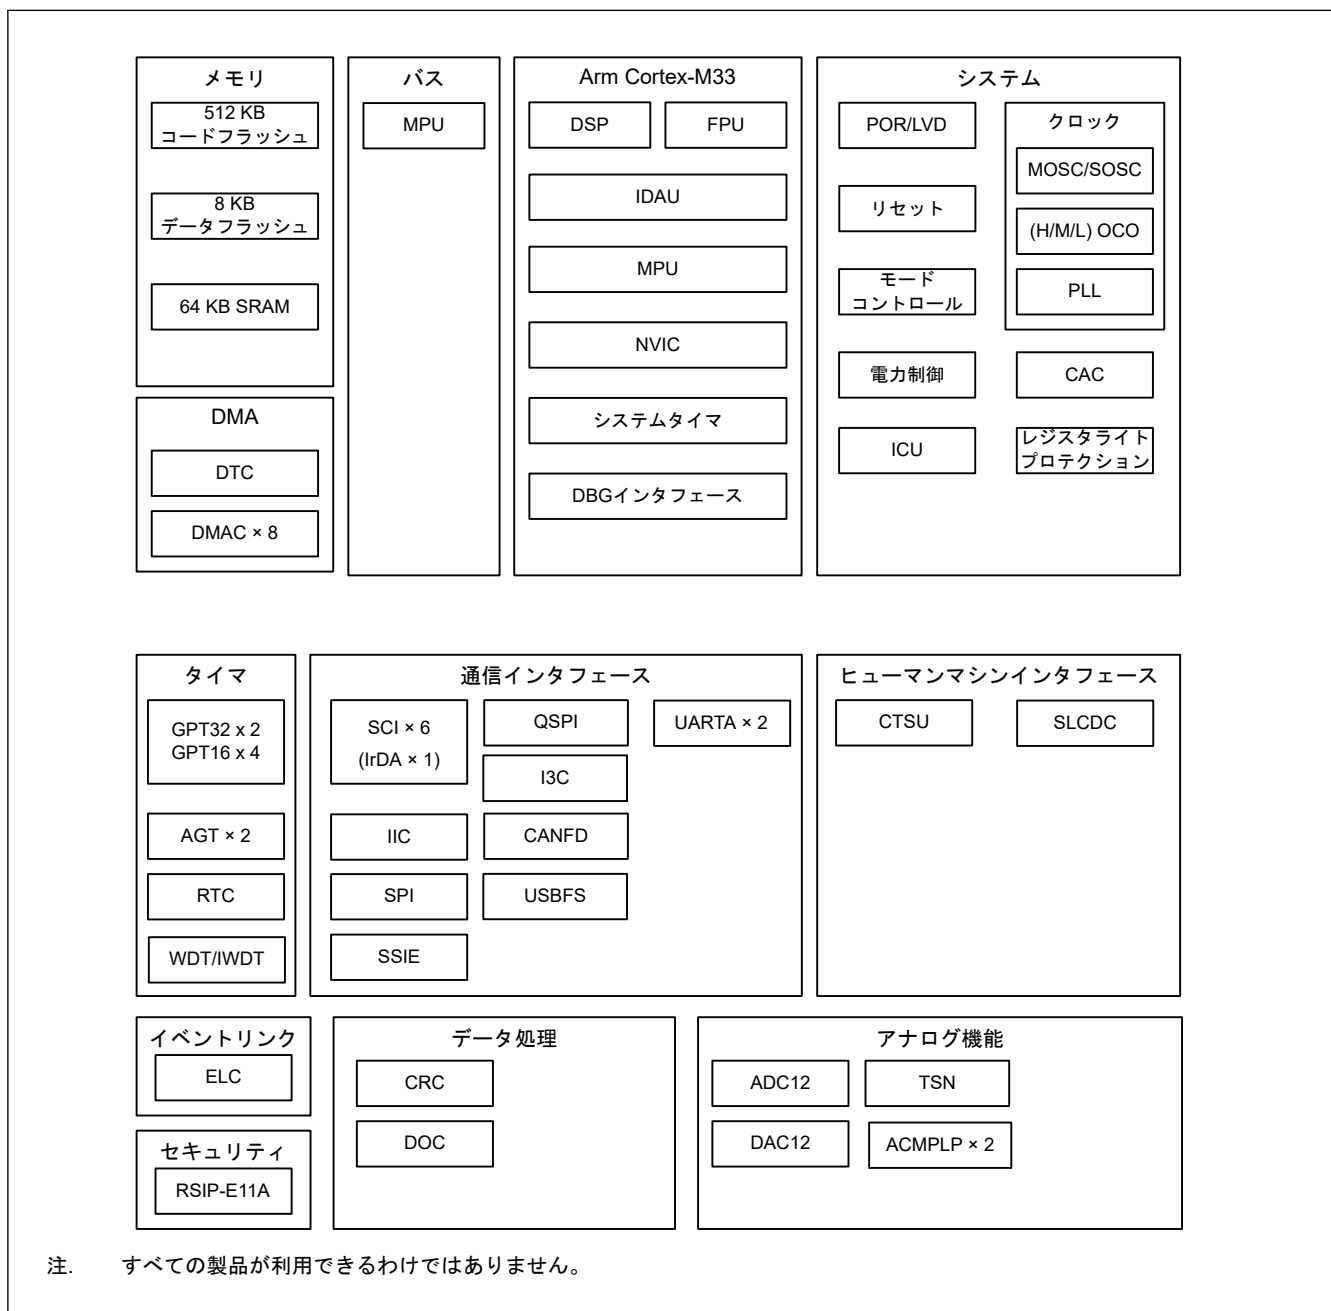 メモリ
512 KB
コードフラッシュ
8 KB
データフラッシュ
64 KB SRAM
DMA
DTC
DMAC × 8
バス
MPU
Arm Cortex-M33
DSP
FPU
IDAU
MPU
NVIC
システムタイマ
DBGインタフェース
システム
POR/LVD
リセット
モード
コントロール
電力制御
ICU
クロック
MOSC/SOSC
(H/M/L) OCO
PLL
CAC
レジスタライト
プロテクション
タイマ
GPT32 x 2
GPT16 x 4
AGT × 2
RTC
WDT/IWDT
通信インタフェース
SCI × 6
(IrDA × 1)
IIC
SPI
SSIE
QSPI
I3C
CANFD
USBFS
UARTA × 2
ヒューマンマシンインタフェース
CTSU
SLCDC
イベントリンク
ELC
セキュリティ
RSIP-E11A
データ処理
CRC
DOC
アナログ機能
ADC12
TSN
DAC12
ACMPLP × 2
注. すべての製品が利用できるわけではありません。